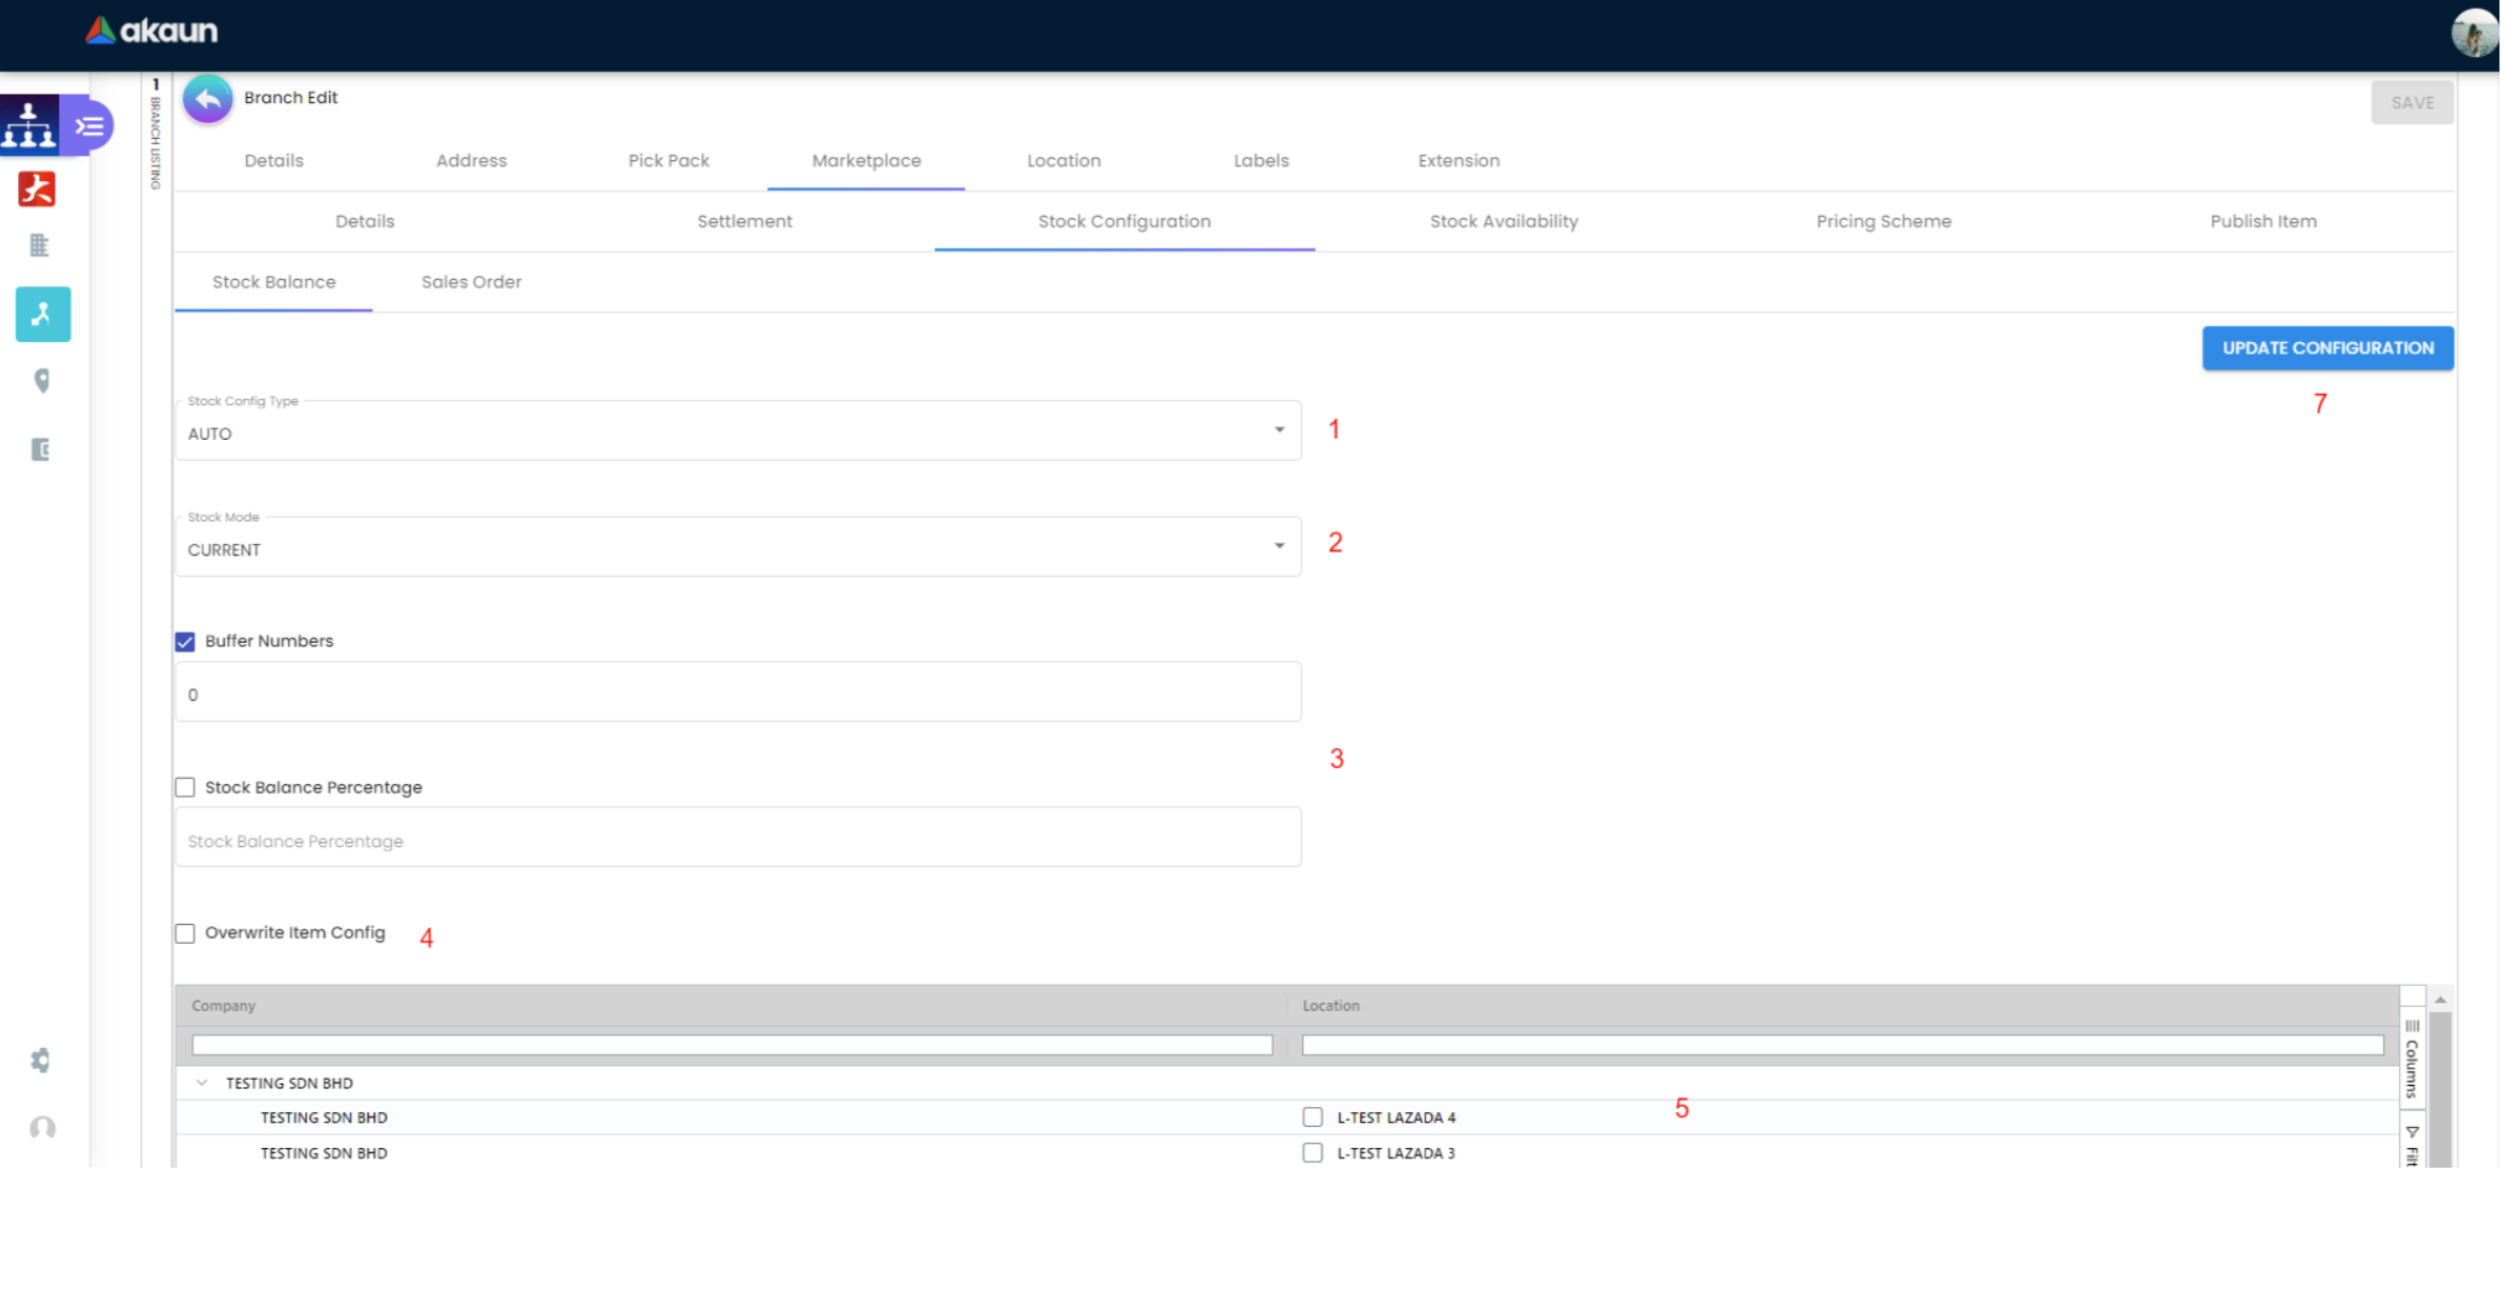 akaun
1 BRANCH LISTING
Branch Edit
SAVE
Details Address Pick Pack Marketplace Location Labels Extension
Details Settlement Stock Configuration Stock Availability Pricing Scheme Publish Item
Stock Balance Sales Order
UPDATE CONFIGURATION
7
Stock Config Type
AUTO
1
Stock Mode
CURRENT
2
Buffer Numbers
0
3
Stock Balance Percentage
Stock Balance Percentage
Overwrite Item Config 4
Company Location
Columns
TESTING SDN BHD
TESTING SDN BHD L-TEST LAZADA 4 5
TESTING SDN BHD L-TEST LAZADA 3
Filt